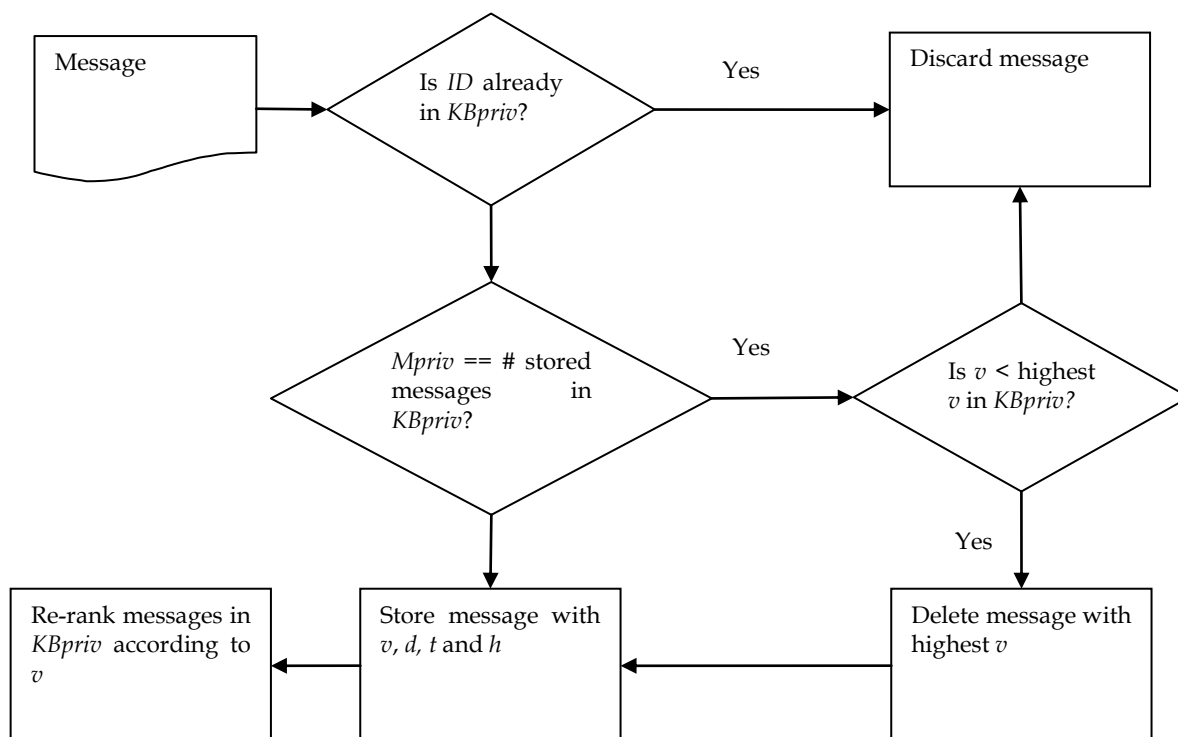 Message
Is ID already
in KBpriv?
Yes
Discard message
Mpriv == # stored
messages in
KBpriv?
Yes
Is v < highest
v in KBpriv?
Yes
Re-rank messages in
KBpriv according to
v
Store message with
v, d, t and h
Delete message with
highest v